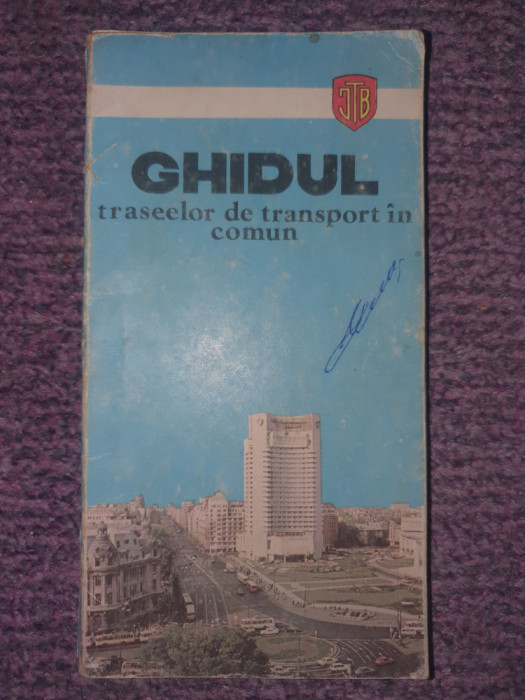 ITB
GHIDUL
traseelor de transport în
comun